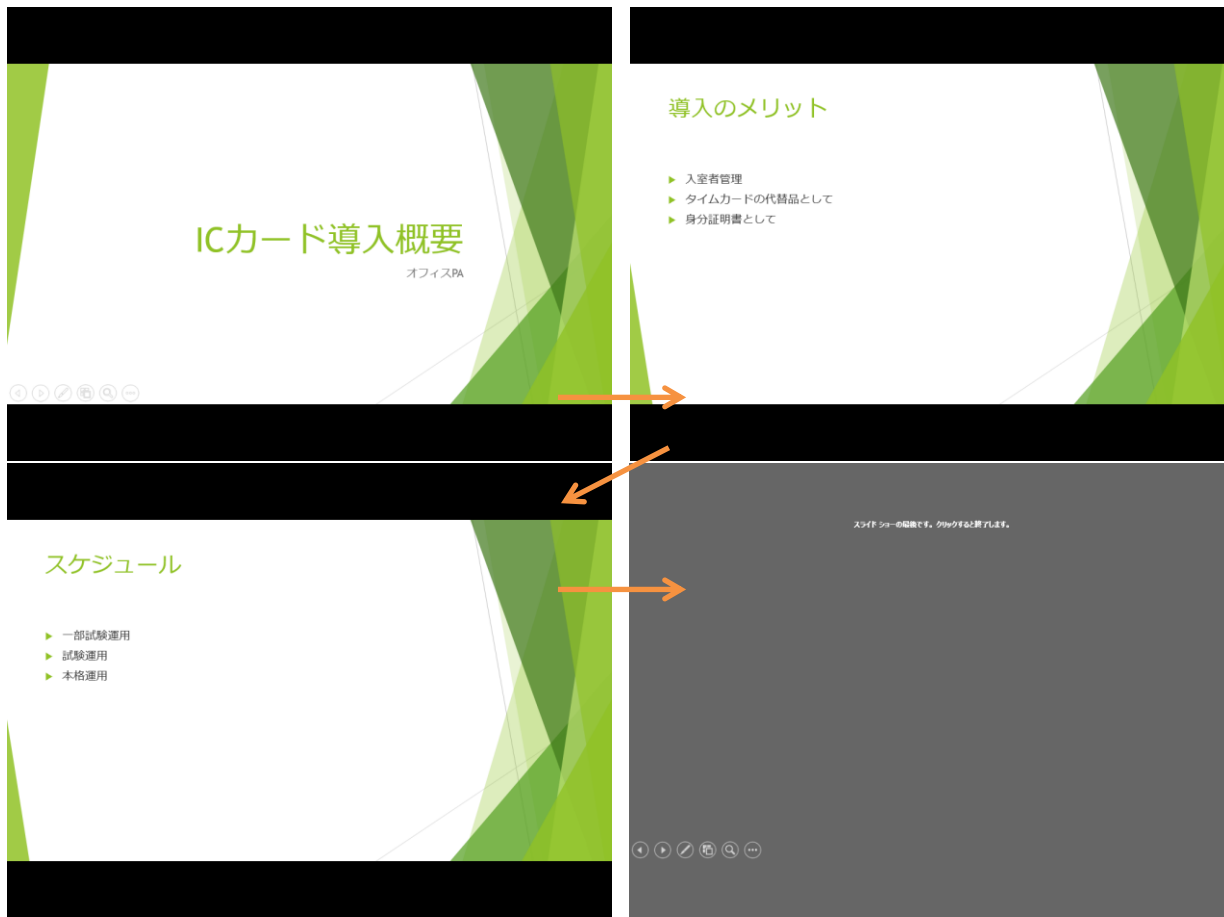 ICカード導入概要
オフィスPA
導入のメリット
入室者管理
タイムカードの代替品として
身分証明書として
スケジュール
一部試験運用
試験運用
本格運用
スライド ショーの最後です。クリックすると終了します。